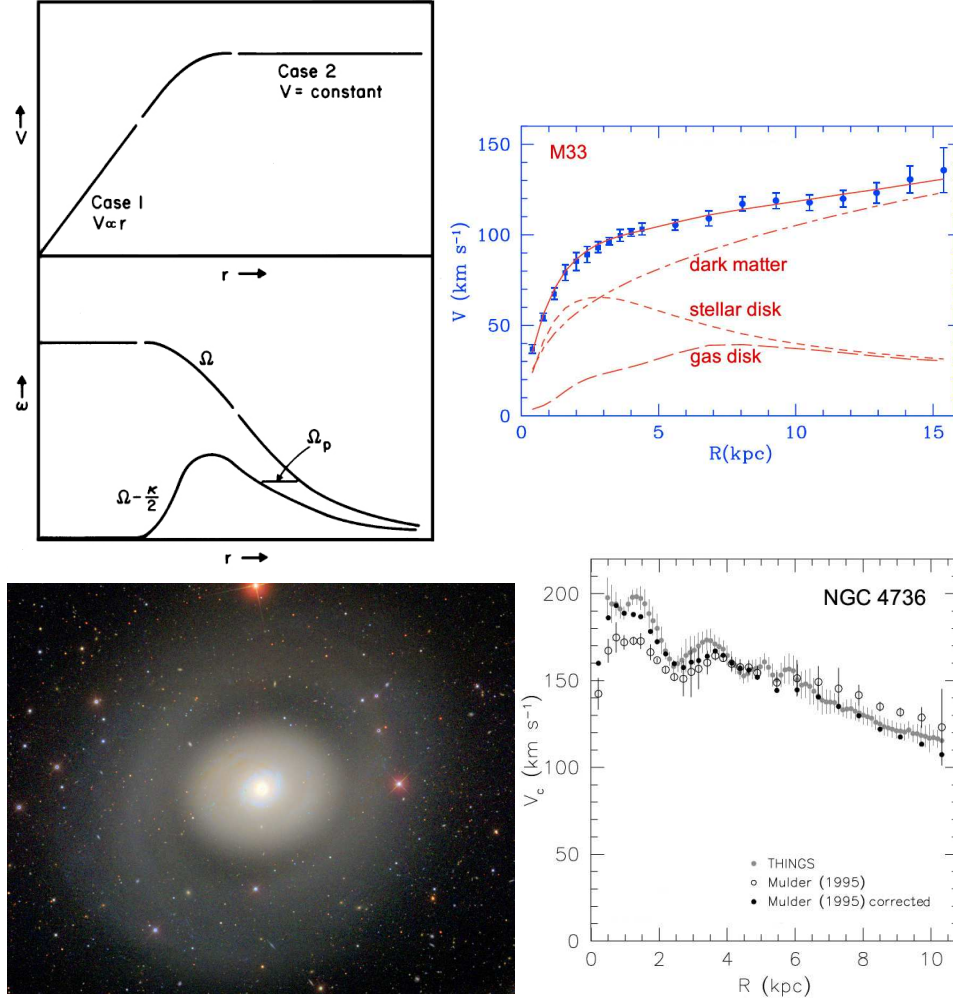 V
Case 1
V∝r
Case 2
V = constant
r
ε
Ω
Ωp
Ω-κ/2
r
M33
150
100
50
0
V (km s⁻¹)
dark matter
stellar disk
gas disk
0 5 10 15
R(kpc)
NGC 4736
200
150
100
50
0
Vc (km s⁻¹)
THINGS
Mulder (1995)
Mulder (1995) corrected
0 2 4 6 8 10
R (kpc)